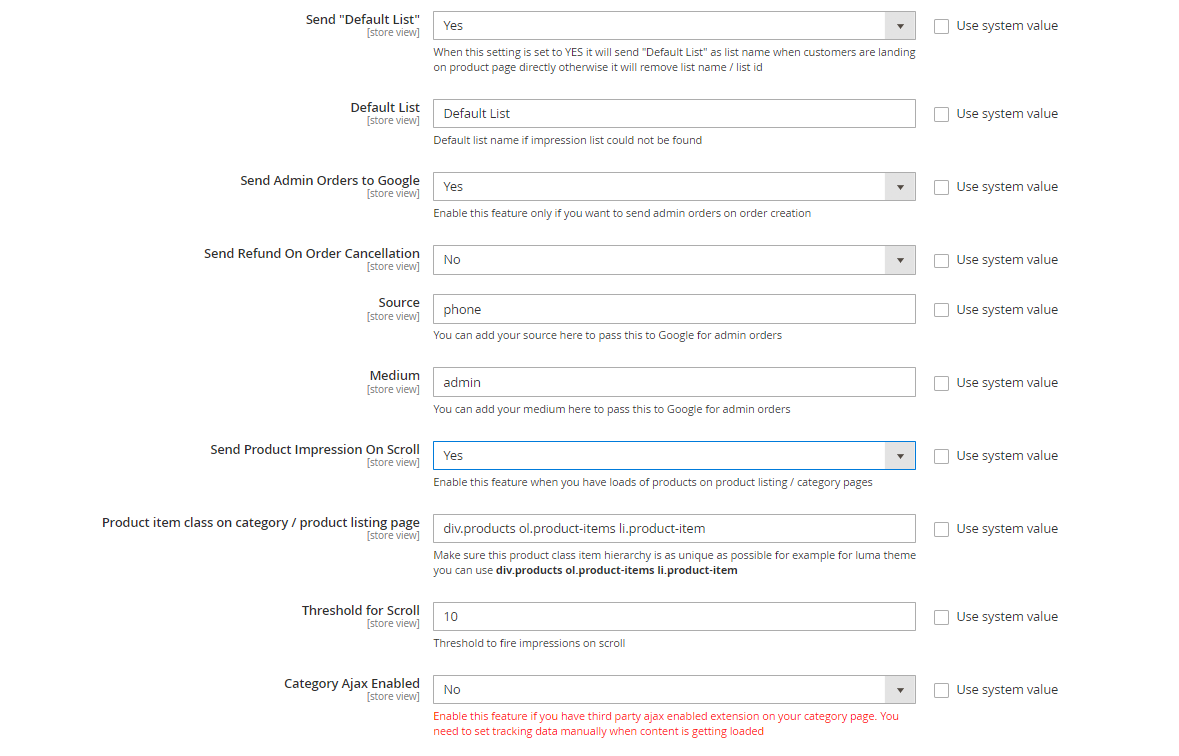 Send "Default List"
[store view]
Yes
Use system value
When this setting is set to YES it will send "Default List" as list name when customers are landing
on product page directly otherwise it will remove list name / list id
Default List
[store view]
Default List
Use system value
Default list name if impression list could not be found
Send Admin Orders to Google
[store view]
Yes
Use system value
Enable this feature only if you want to send admin orders on order creation
Send Refund On Order Cancellation
[store view]
No
Use system value
Source
[store view]
phone
Use system value
You can add your source here to pass this to Google for admin orders
Medium
[store view]
admin
Use system value
You can add your medium here to pass this to Google for admin orders
Send Product Impression On Scroll
[store view]
Yes
Use system value
Enable this feature when you have loads of products on product listing / category pages
Product item class on category / product listing page
[store view]
div.products ol.product-items li.product-item
Use system value
Make sure this product class item hierarchy is as unique as possible for example for luma theme
you can use div.products ol.product-items li.product-item
Threshold for Scroll
[store view]
10
Use system value
Threshold to fire impressions on scroll
Category Ajax Enabled
[store view]
No
Use system value
Enable this feature if you have third party ajax enabled extension on your category page. You
need to set tracking data manually when content is getting loaded